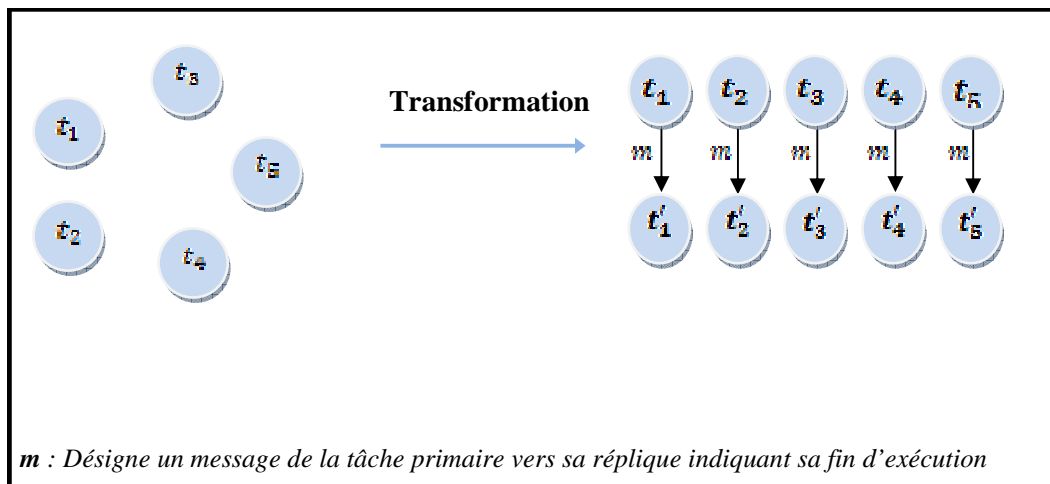 t₃
t₁
t₅
t₂
t₄
Transformation
t₁ t₂ t₃ t₄ t₅
m m m m m
t′₁ t′₂ t′₃ t′₄ t′₅
m : Désigne un message de la tâche primaire vers sa réplique indiquant sa fin d’exécution